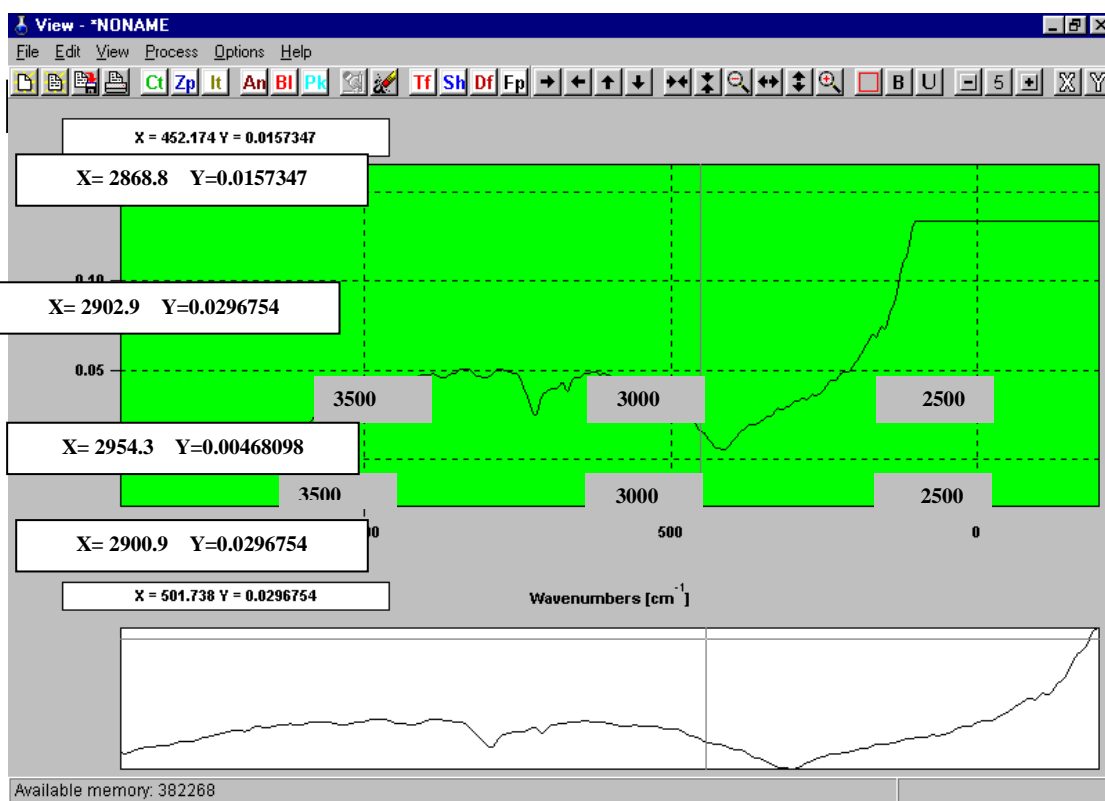 View - *NONAME
File Edit View Process Options Help
Ct Zp It An Bl Pk Tf Sh Df Fp B U 5 X Y
X = 452.174 Y = 0.0157347
X= 2868.8 Y=0.0157347
0.10
X= 2902.9 Y=0.0296754
0.05
3500 3000 2500
X= 2954.3 Y=0.00468098
3500 3000 2500
X= 2900.9 Y=0.0296754
500 0
X = 501.738 Y = 0.0296754
Wavenumbers [cm-1]
Available memory: 382268